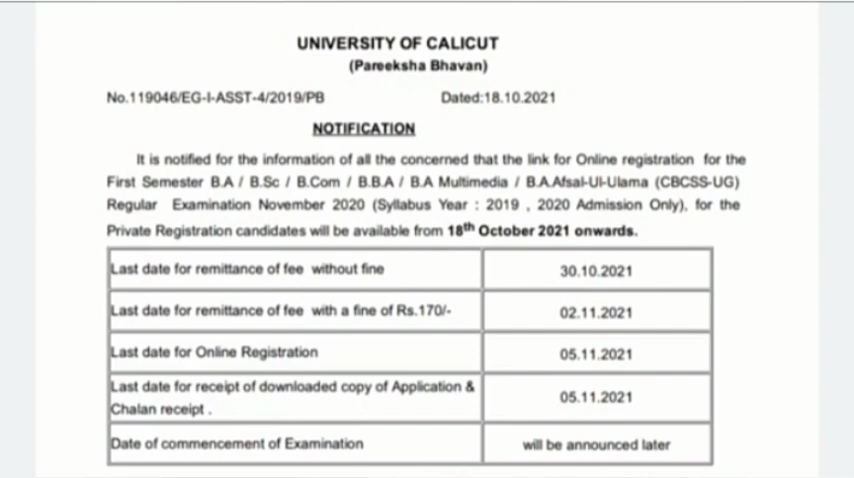 UNIVERSITY OF CALICUT
(Pareeksha Bhavan)
No.119046/EG-I-ASST-4/2019/PB Dated:18.10.2021
NOTIFICATION
It is notified for the information of all the concerned that the link for Online registration for the
First Semester B.A / B.Sc / B.Com / B.B.A / B.A Multimedia / B.A.Afsal-Ul-Ulama (CBCSS-UG)
Regular Examination November 2020 (Syllabus Year : 2019 , 2020 Admission Only), for the
Private Registration candidates will be available from 18th October 2021 onwards.
Last date for remittance of fee without fine 30.10.2021
Last date for remittance of fee with a fine of Rs.170/- 02.11.2021
Last date for Online Registration 05.11.2021
Last date for receipt of downloaded copy of Application &
Chalan receipt . 05.11.2021
Date of commencement of Examination will be announced later